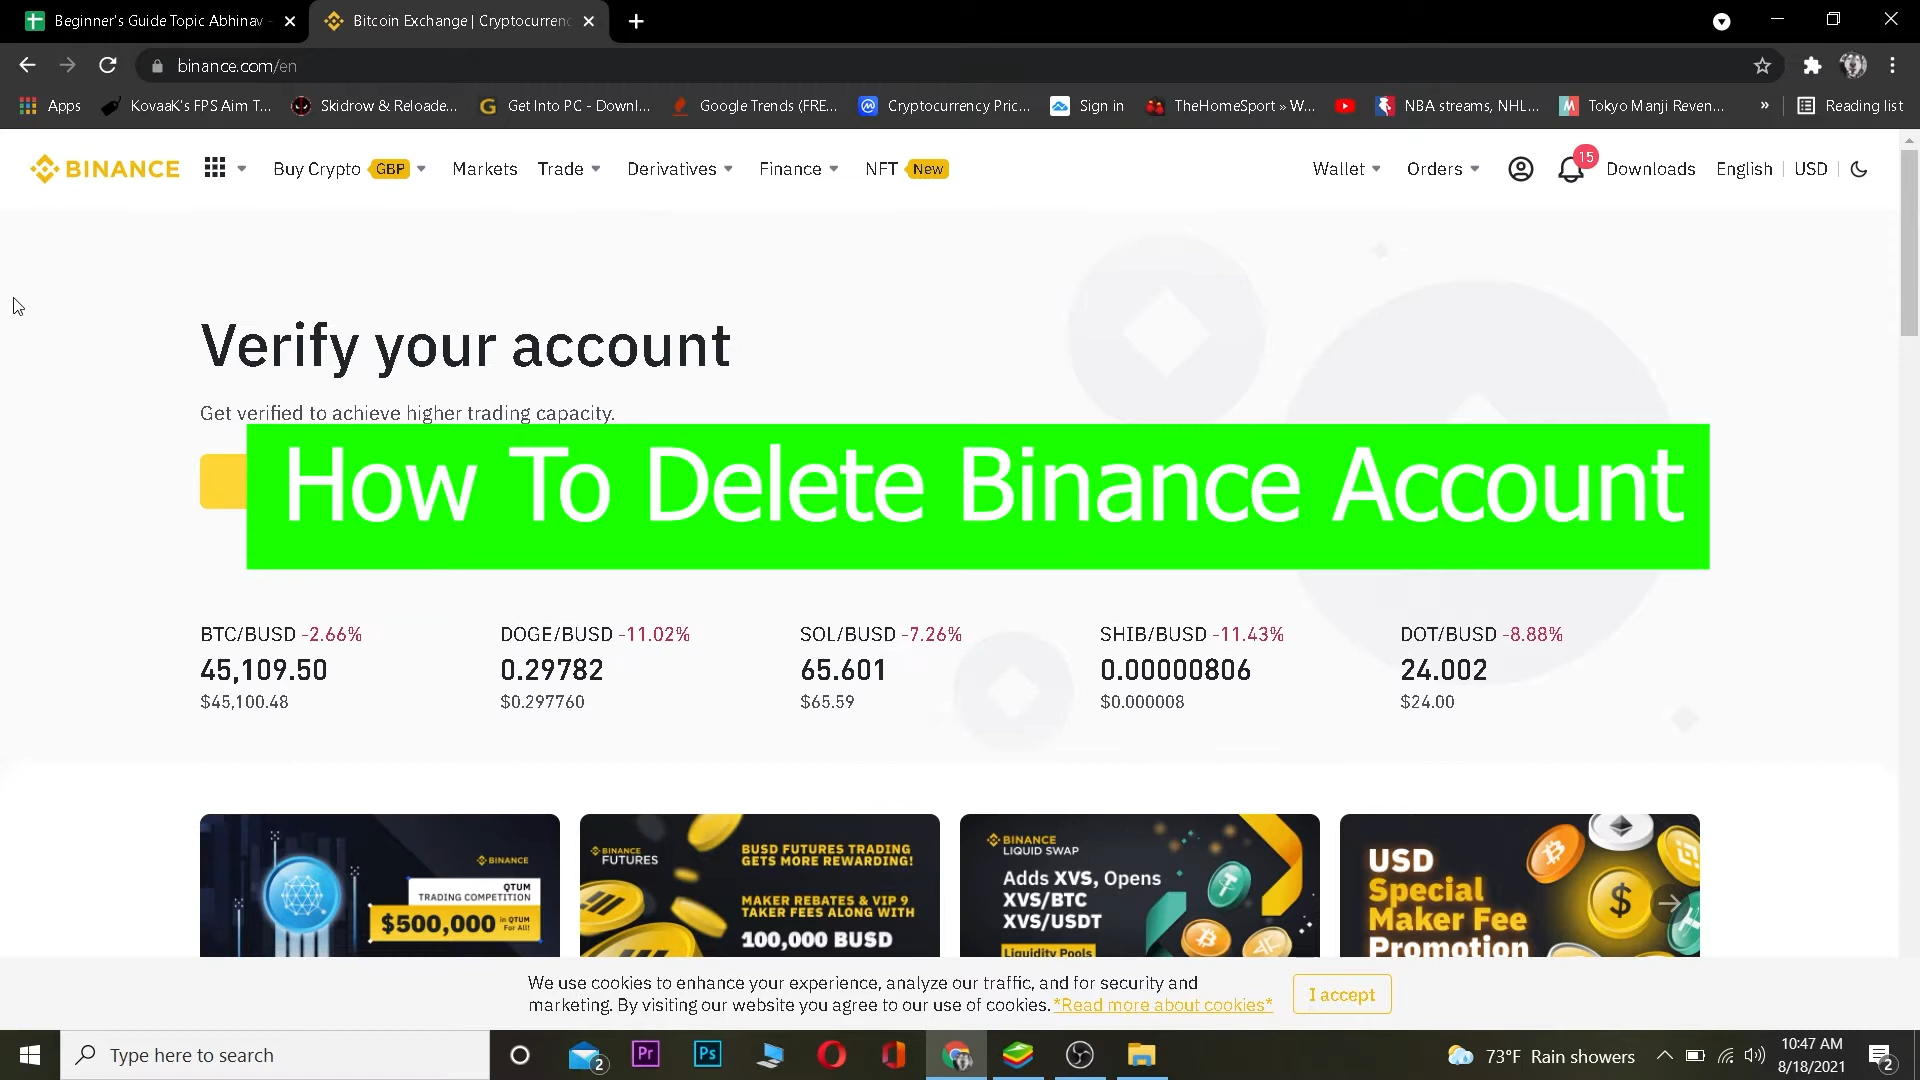 Beginner's Guide Topic Abhinav -
Bitcoin Exchange | Cryptocurrenc
binance.com/en
Apps
KovaaK's FPS Aim T...
Skidrow & Reloade...
Get Into PC - Downl...
Google Trends (FRE...
Cryptocurrency Pric...
Sign in
TheHomeSport » W...
NBA streams, NHL...
Tokyo Manji Reven...
»
Reading list
BINANCE
Buy Crypto GBP
Markets
Trade
Derivatives
Finance
NFT New
Wallet
Orders
15
Downloads
English
USD
Verify your account
Get verified to achieve higher trading capacity.
How To Delete Binance Account
BTC/BUSD -2.66%
45,109.50
$45,100.48
DOGE/BUSD -11.02%
0.29782
$0.297760
SOL/BUSD -7.26%
65.601
$65.59
SHIB/BUSD -11.43%
0.00000806
$0.000008
DOT/BUSD -8.88%
24.002
$24.00
BINANCE
QTUM
TRADING COMPETITION
$500,000 in QTUM For All!
BINANCE
FUTURES
BUSD FUTURES TRADING
GETS MORE REWARDING!
MAKER REBATES & VIP 9
TAKER FEES ALONG WITH
100,000 BUSD
BINANCE
LIQUID SWAP
Adds XVS, Opens
XVS/BTC
XVS/USDT
Liquidity Pools
USD
Special
Maker Fee
Promotion
We use cookies to enhance your experience, analyze our traffic, and for security and
marketing. By visiting our website you agree to our use of cookies. *Read more about cookies*
I accept
Type here to search
2
Pr
Ps
73°F Rain showers
10:47 AM
8/18/2021
2